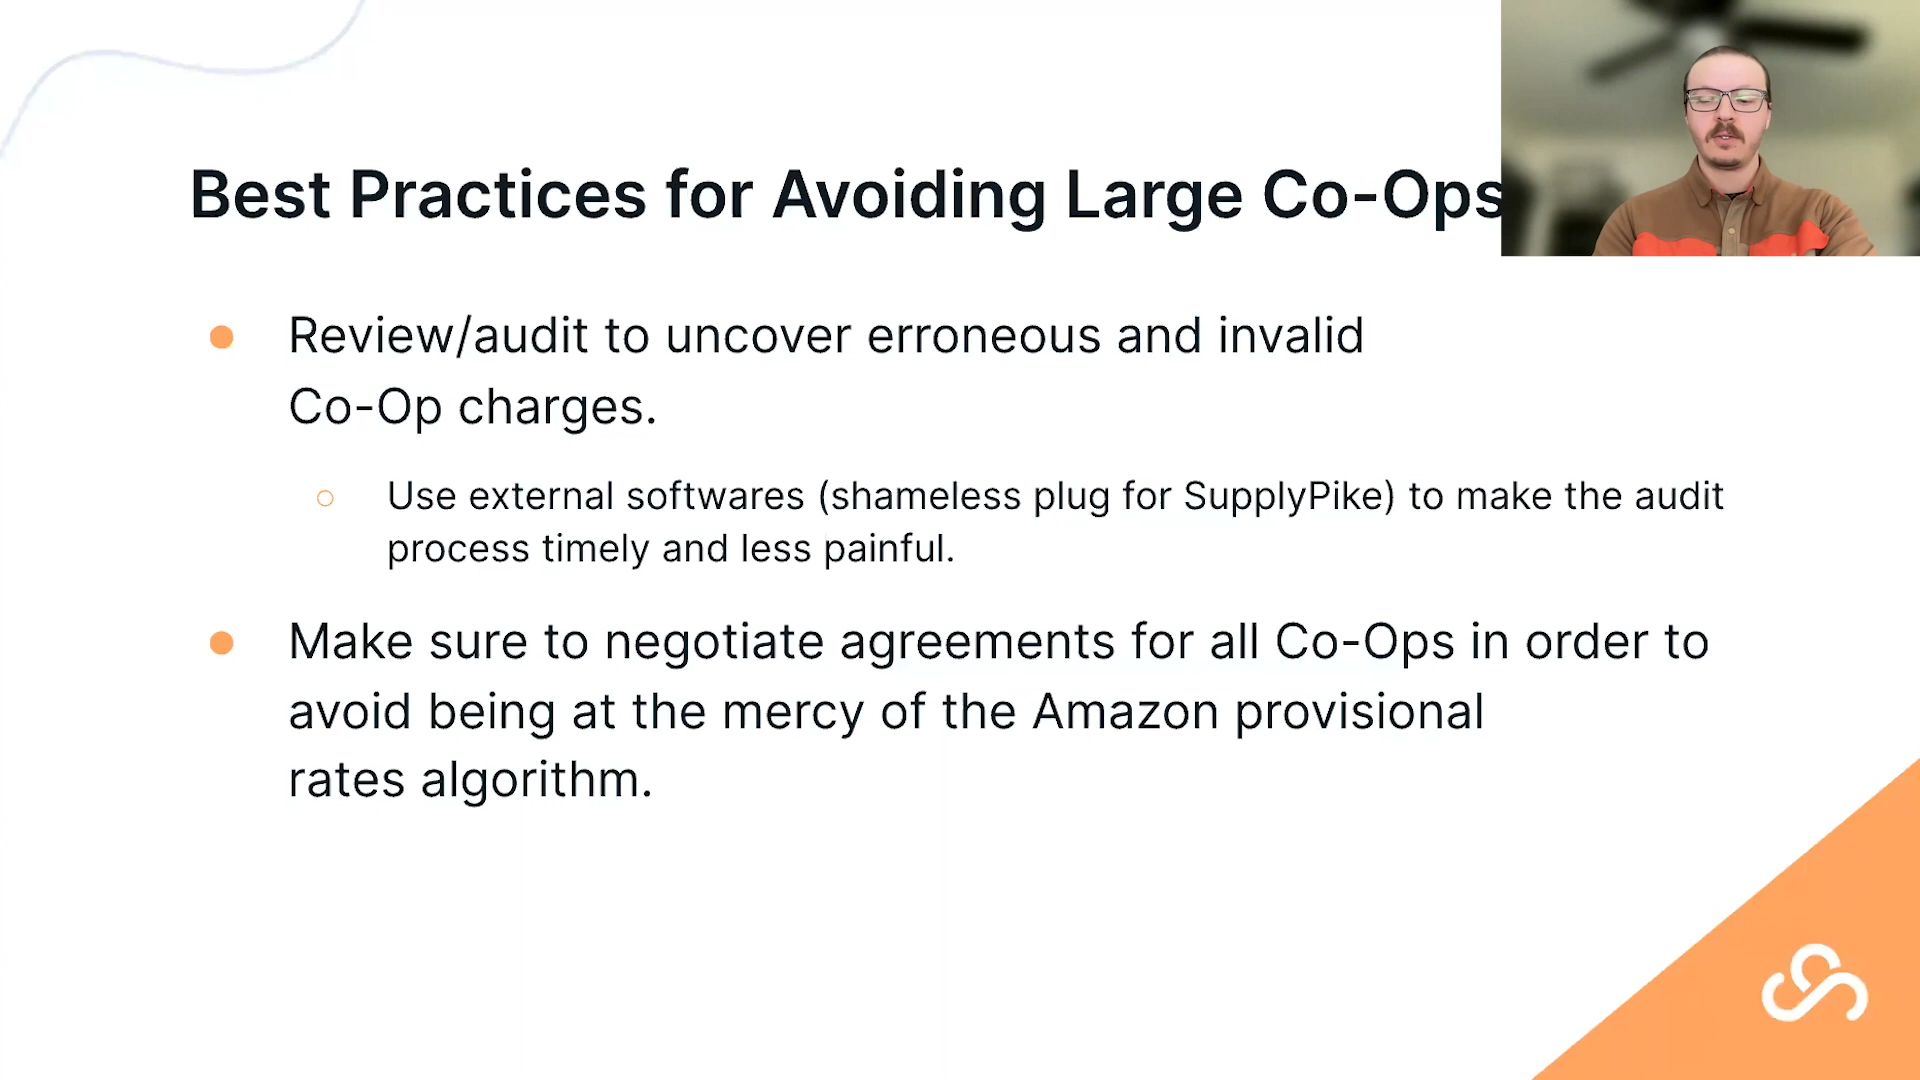 Best Practices for Avoiding Large Co-Ops
Review/audit to uncover erroneous and invalid
Co-Op charges.
Use external softwares (shameless plug for SupplyPike) to make the audit
process timely and less painful.
Make sure to negotiate agreements for all Co-Ops in order to
avoid being at the mercy of the Amazon provisional
rates algorithm.